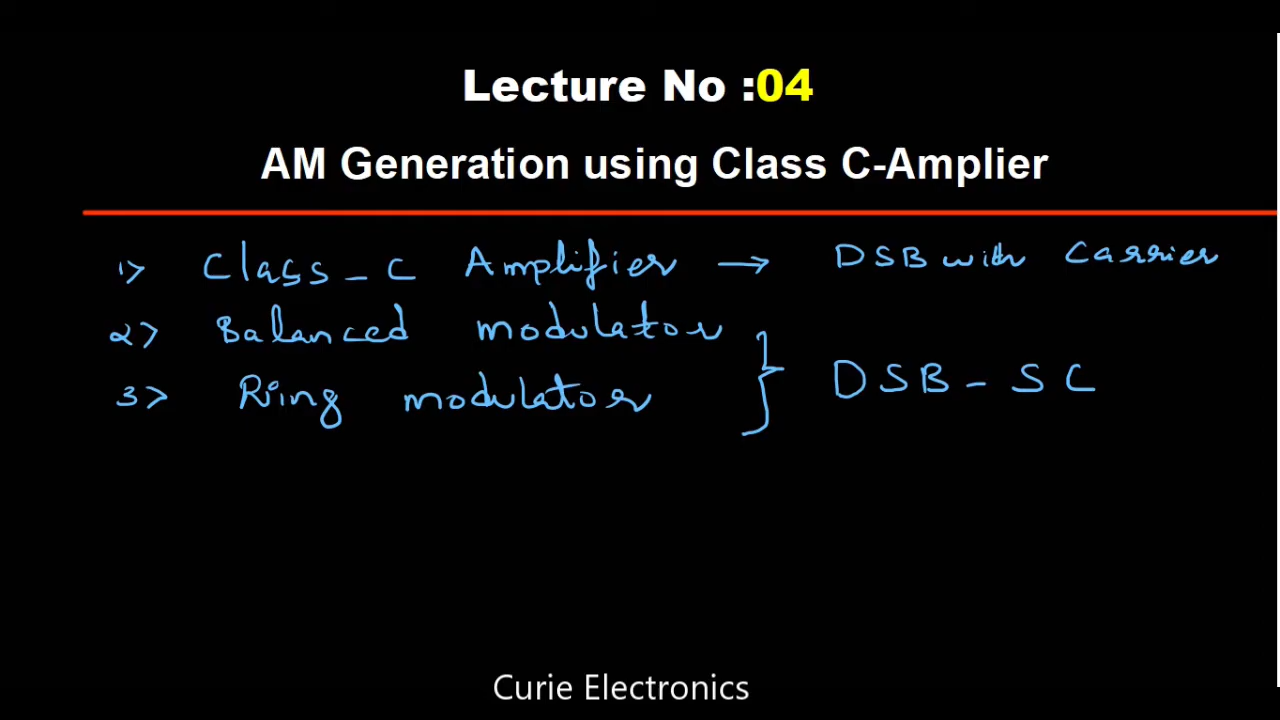 Lecture No :04
AM Generation using Class C-Amplier
1> Class-C Amplifier → DSB with Carrier
2> Balanced modulator
3> Ring modulator } DSB-SC
Curie Electronics